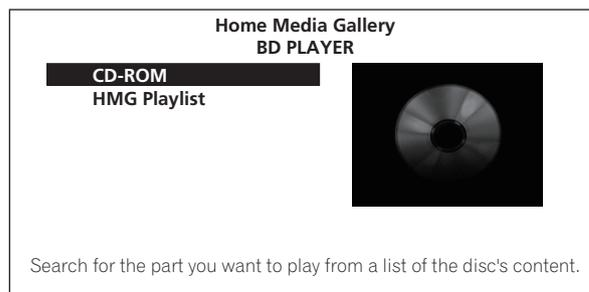 Home Media Gallery
BD PLAYER
CD-ROM
HMG Playlist
Search for the part you want to play from a list of the disc's content.